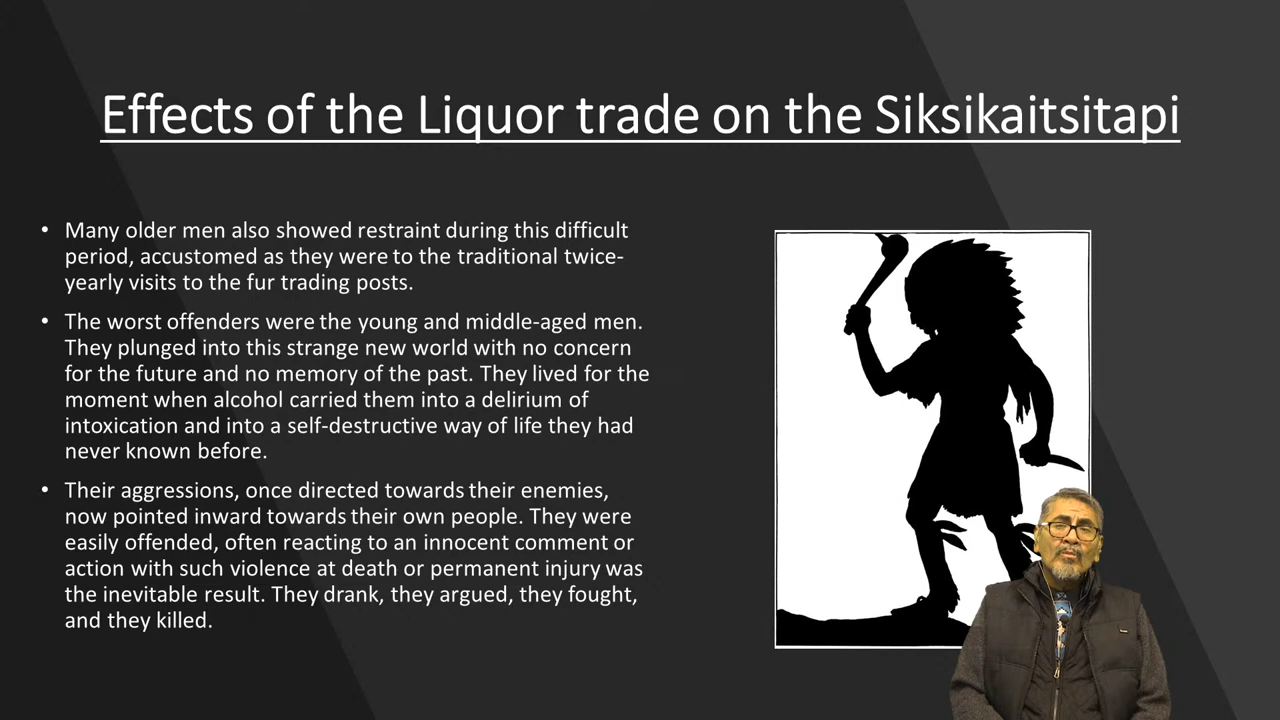 Effects of the Liquor trade on the Siksikaitsitapi
• Many older men also showed restraint during this difficult
period, accustomed as they were to the traditional twice-
yearly visits to the fur trading posts.
• The worst offenders were the young and middle-aged men.
They plunged into this strange new world with no concern
for the future and no memory of the past. They lived for the
moment when alcohol carried them into a delirium of
intoxication and into a self-destructive way of life they had
never known before.
• Their aggressions, once directed towards their enemies,
now pointed inward towards their own people. They were
easily offended, often reacting to an innocent comment or
action with such violence at death or permanent injury was
the inevitable result. They drank, they argued, they fought,
and they killed.